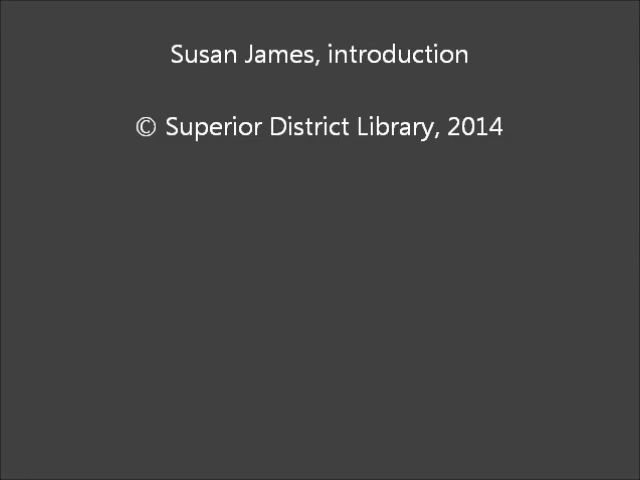 Susan James, introduction
© Superior District Library, 2014